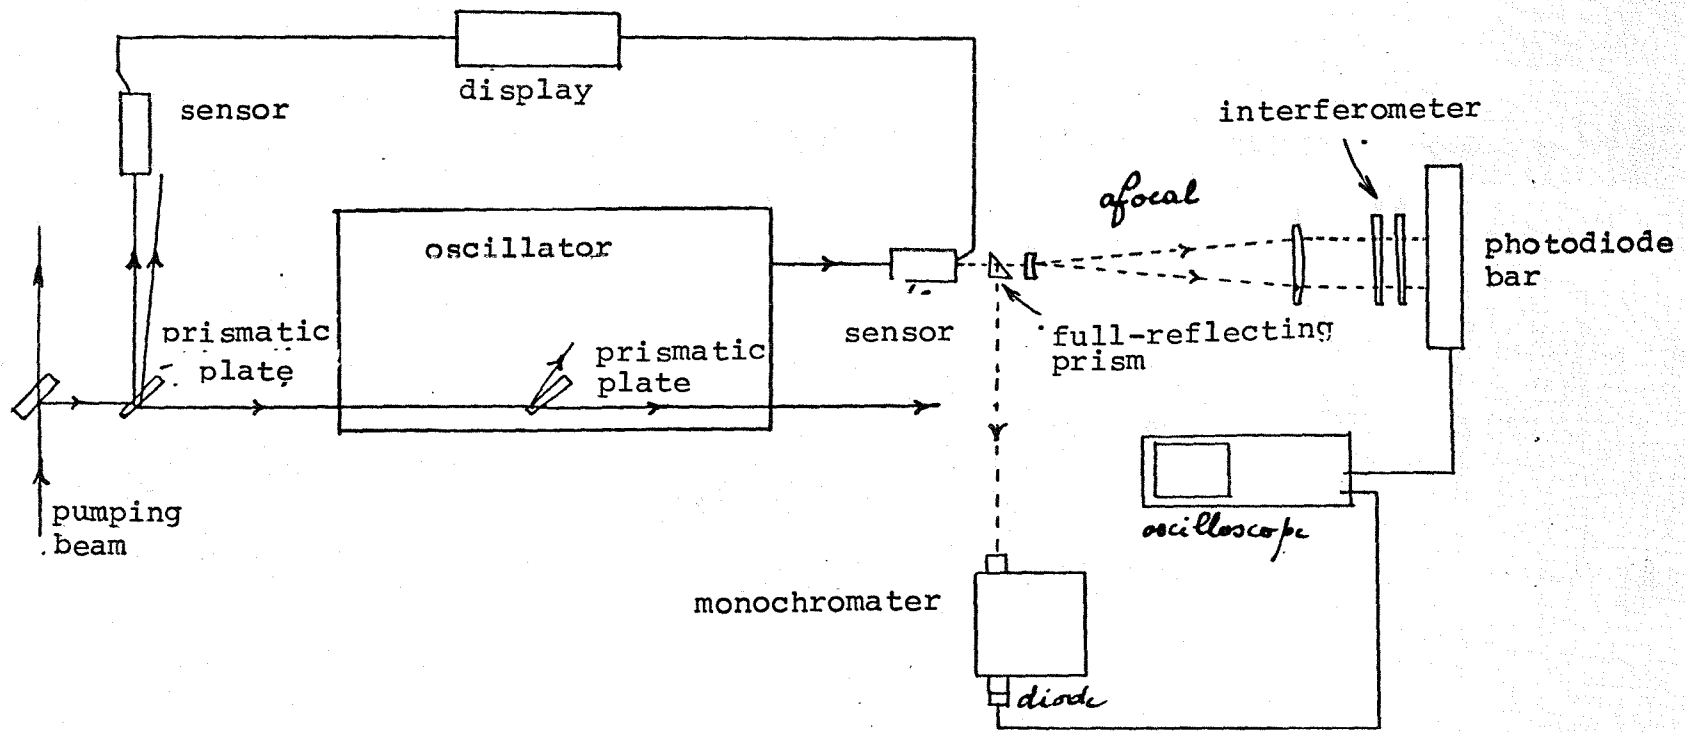 display
sensor
interferometer
afocal
oscillator
photodiode
bar
prismatic
plate
prismatic
plate
sensor
full-reflecting
prism
pumping
beam
oscilloscope
monochromater
diode